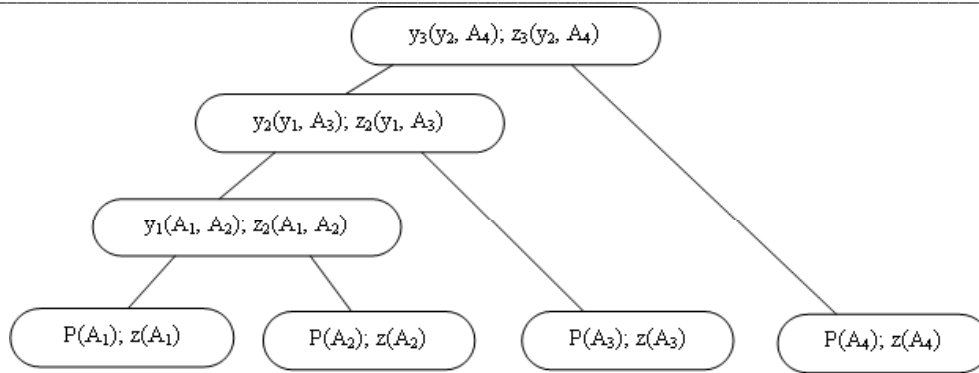 y₃(y₂, A₄); z₃(y₂, A₄)
y₂(y₁, A₃); z₂(y₁, A₃)
y₁(A₁, A₂); z₂(A₁, A₂)
P(A₁); z(A₁)
P(A₂); z(A₂)
P(A₃); z(A₃)
P(A₄); z(A₄)